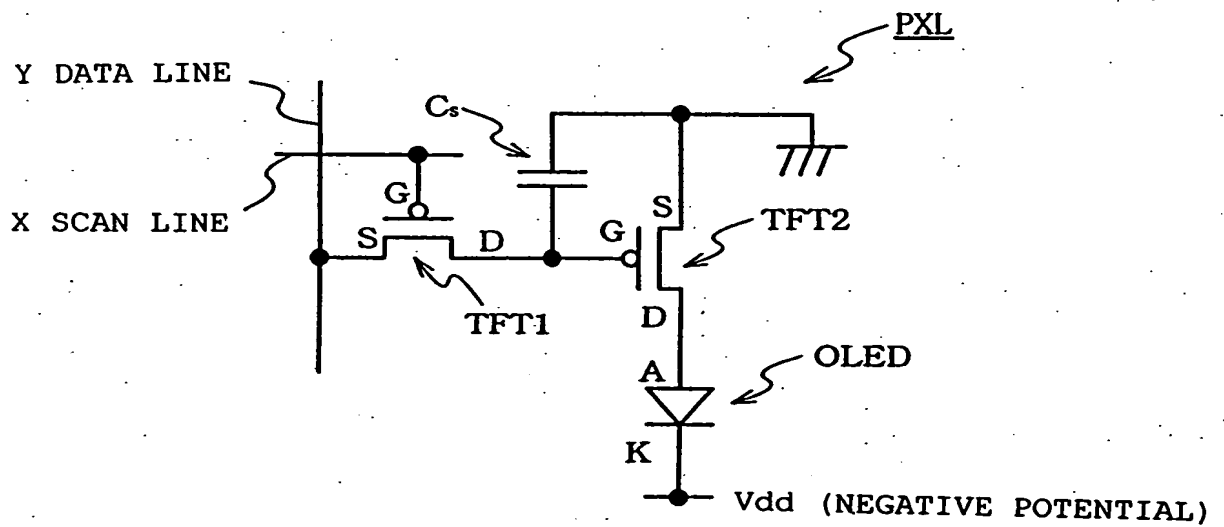 PXL
Y DATA LINE
Cs
G
X SCAN LINE
S
D
G
S
TFT2
TFT1
D
OLED
A
K
Vdd (NEGATIVE POTENTIAL)